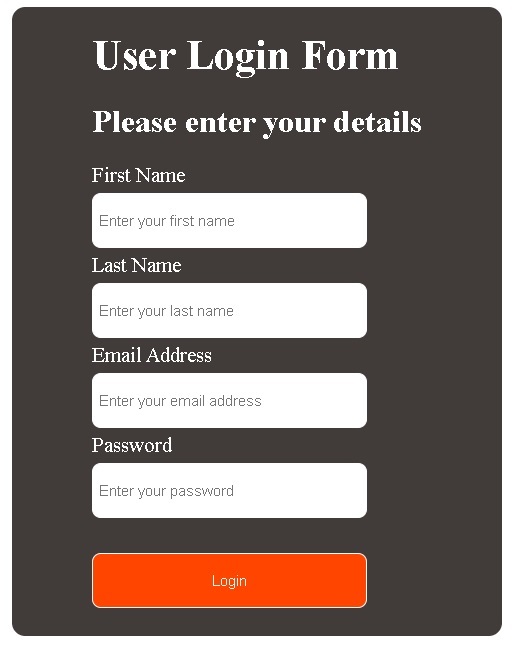 User Login Form
Please enter your details
First Name
Enter your first name
Last Name
Enter your last name
Email Address
Enter your email address
Password
Enter your password
Login